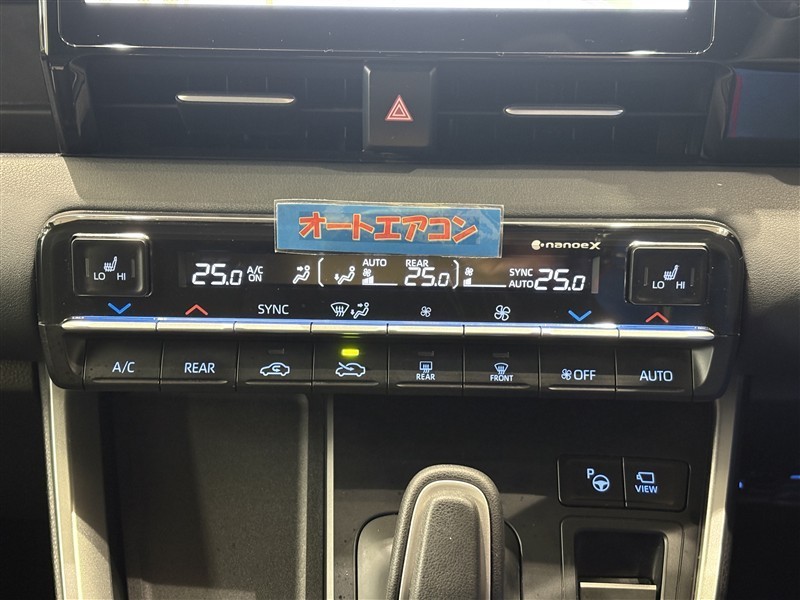 オートエアコン
nanoeX
LO HI
25.0 A/C ON
AUTO REAR 25.0
SYNC AUTO 25.0
LO HI
SYNC
A/C
REAR
REAR
FRONT
OFF
AUTO
P
VIEW